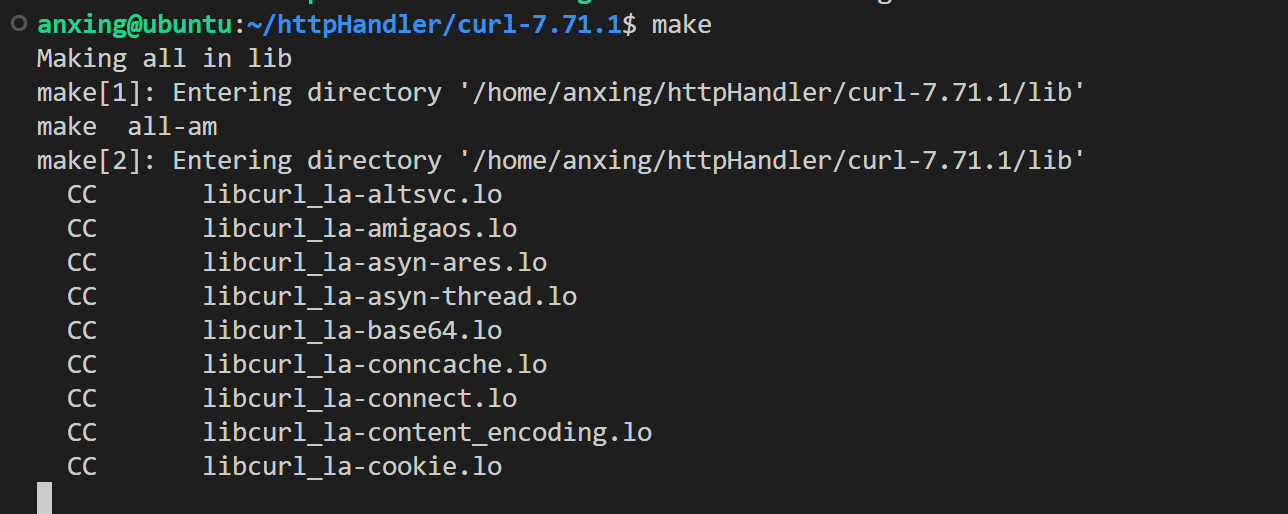 anxing@ubuntu:~/httpHandler/curl-7.71.1$ make
Making all in lib
make[1]: Entering directory '/home/anxing/httpHandler/curl-7.71.1/lib'
make  all-am
make[2]: Entering directory '/home/anxing/httpHandler/curl-7.71.1/lib'
  CC       libcurl_la-altsvc.lo
  CC       libcurl_la-amigaos.lo
  CC       libcurl_la-asyn-ares.lo
  CC       libcurl_la-asyn-thread.lo
  CC       libcurl_la-base64.lo
  CC       libcurl_la-conncache.lo
  CC       libcurl_la-connect.lo
  CC       libcurl_la-content_encoding.lo
  CC       libcurl_la-cookie.lo